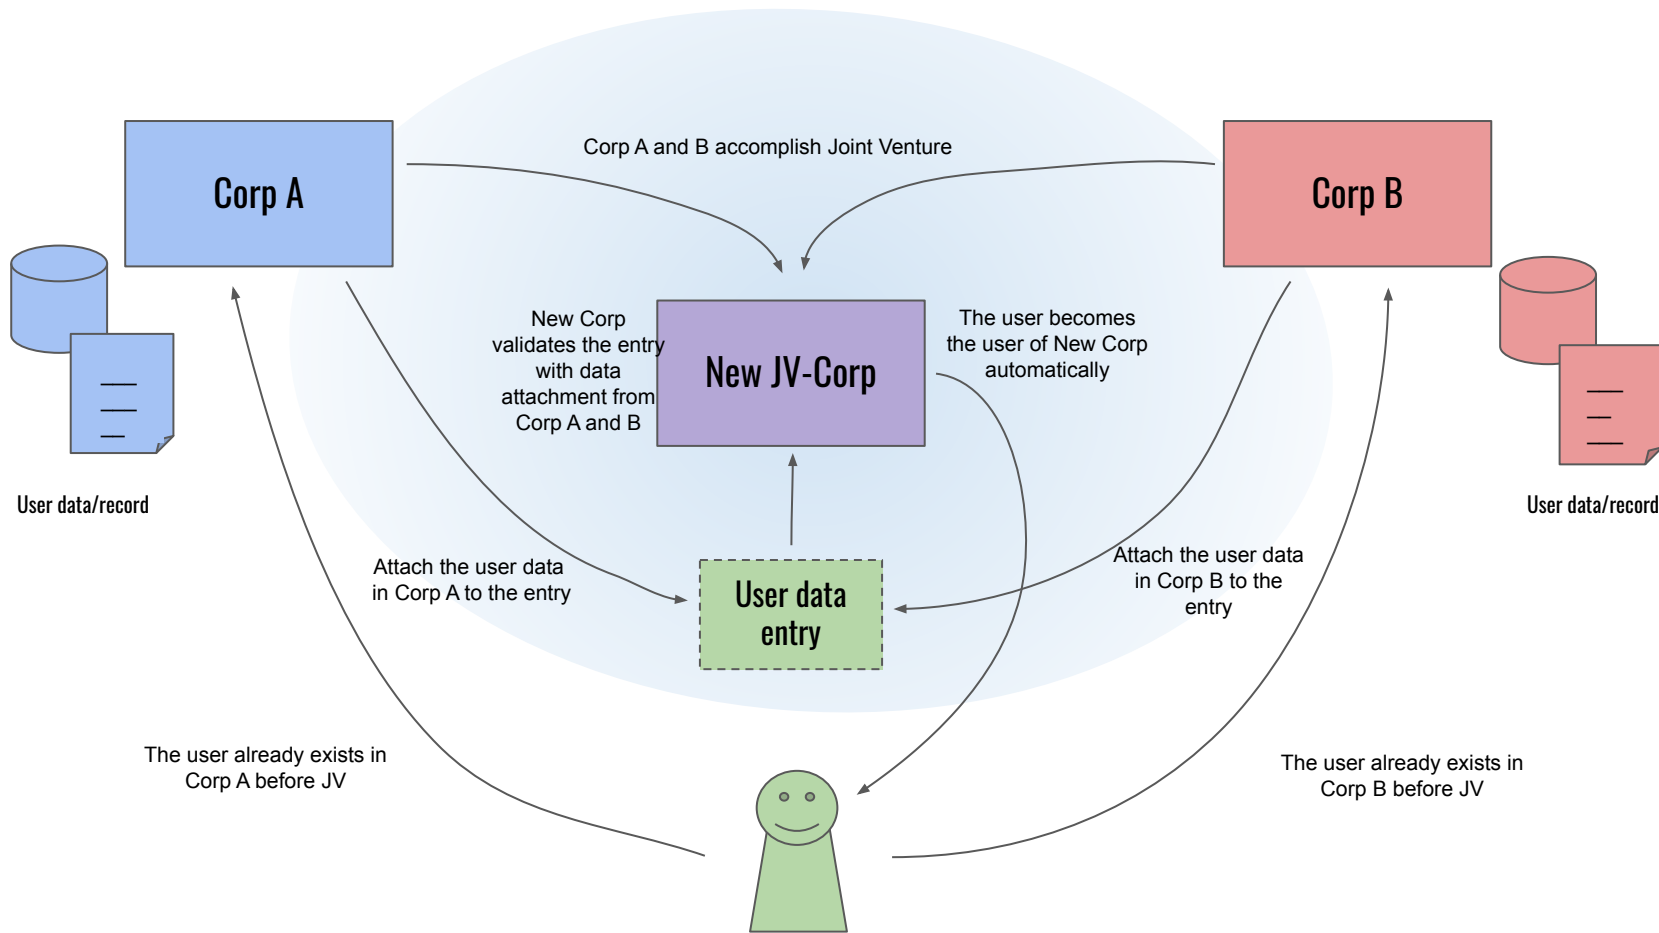 Corp A and B accomplish Joint Venture
Corp A
Corp B
New Corp
validates the entry
with data
attachment from
Corp A and B
New JV-Corp
The user becomes
the user of New Corp
automatically
User data/record
User data/record
Attach the user data
in Corp A to the entry
User data
entry
Attach the user data
in Corp B to the
entry
The user already exists in
Corp A before JV
The user already exists in
Corp B before JV